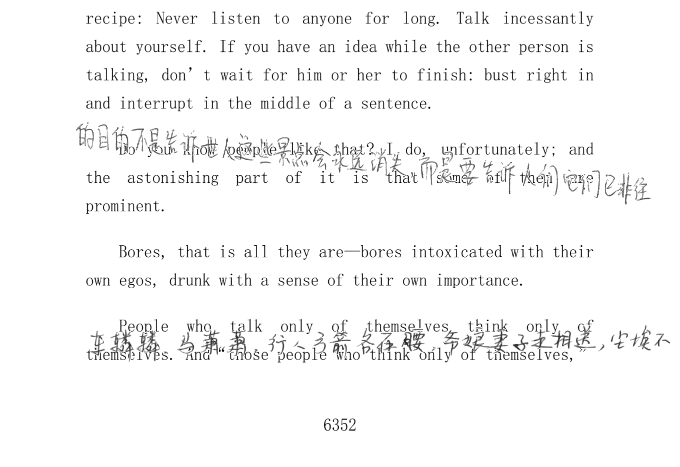 recipe: Never listen to anyone for long. Talk incessantly
about yourself. If you have an idea while the other person is
talking, don’t wait for him or her to finish: bust right in
and interrupt in the middle of a sentence.
的目的不是告诉世人这些景点会永远消失,而是要告诉人们它们已非往
Do you know people like that? I do, unfortunately; and
the astonishing part of it is that some of them are
prominent.
Bores, that is all they are—bores intoxicated with their
own egos, drunk with a sense of their own importance.
People who talk only of themselves think only of
车辚辚,马萧萧,行人弓箭各在腰,爷娘妻子走相送,尘埃不
themselves. And “those people who think only of themselves,”
6352